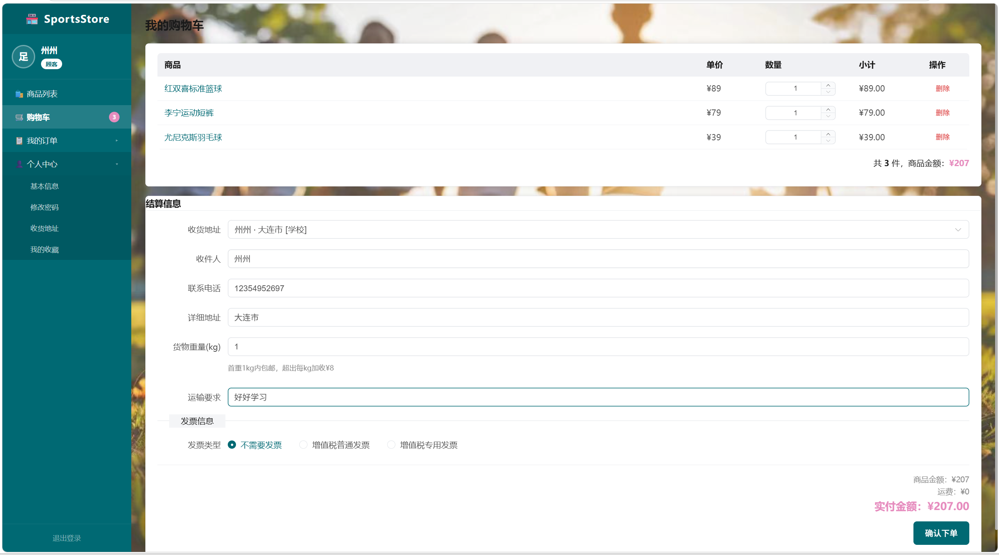 24 H
SportsStore
足
州州
顾客
商品列表
购物车 3
我的订单
个人中心
基本信息
修改密码
收货地址
我的收藏
退出登录
我的购物车
商品 单价 数量 小计 操作
红双喜标准篮球 ¥89 1 ¥89.00 删除
李宁运动短裤 ¥79 1 ¥79.00 删除
尤尼克斯羽毛球 ¥39 1 ¥39.00 删除
共 3 件，商品金额：¥207
结算信息
收货地址 州州 · 大连市 [学校]
收件人 州州
联系电话 12354952697
详细地址 大连市
货物重量(kg) 1
首重1kg内包邮，超出每kg加收¥8
运输要求 好好学习
发票信息
发票类型 不需要发票 增值税普通发票 增值税专用发票
商品金额：¥207
运费：¥0
实付金额：¥207.00
确认下单